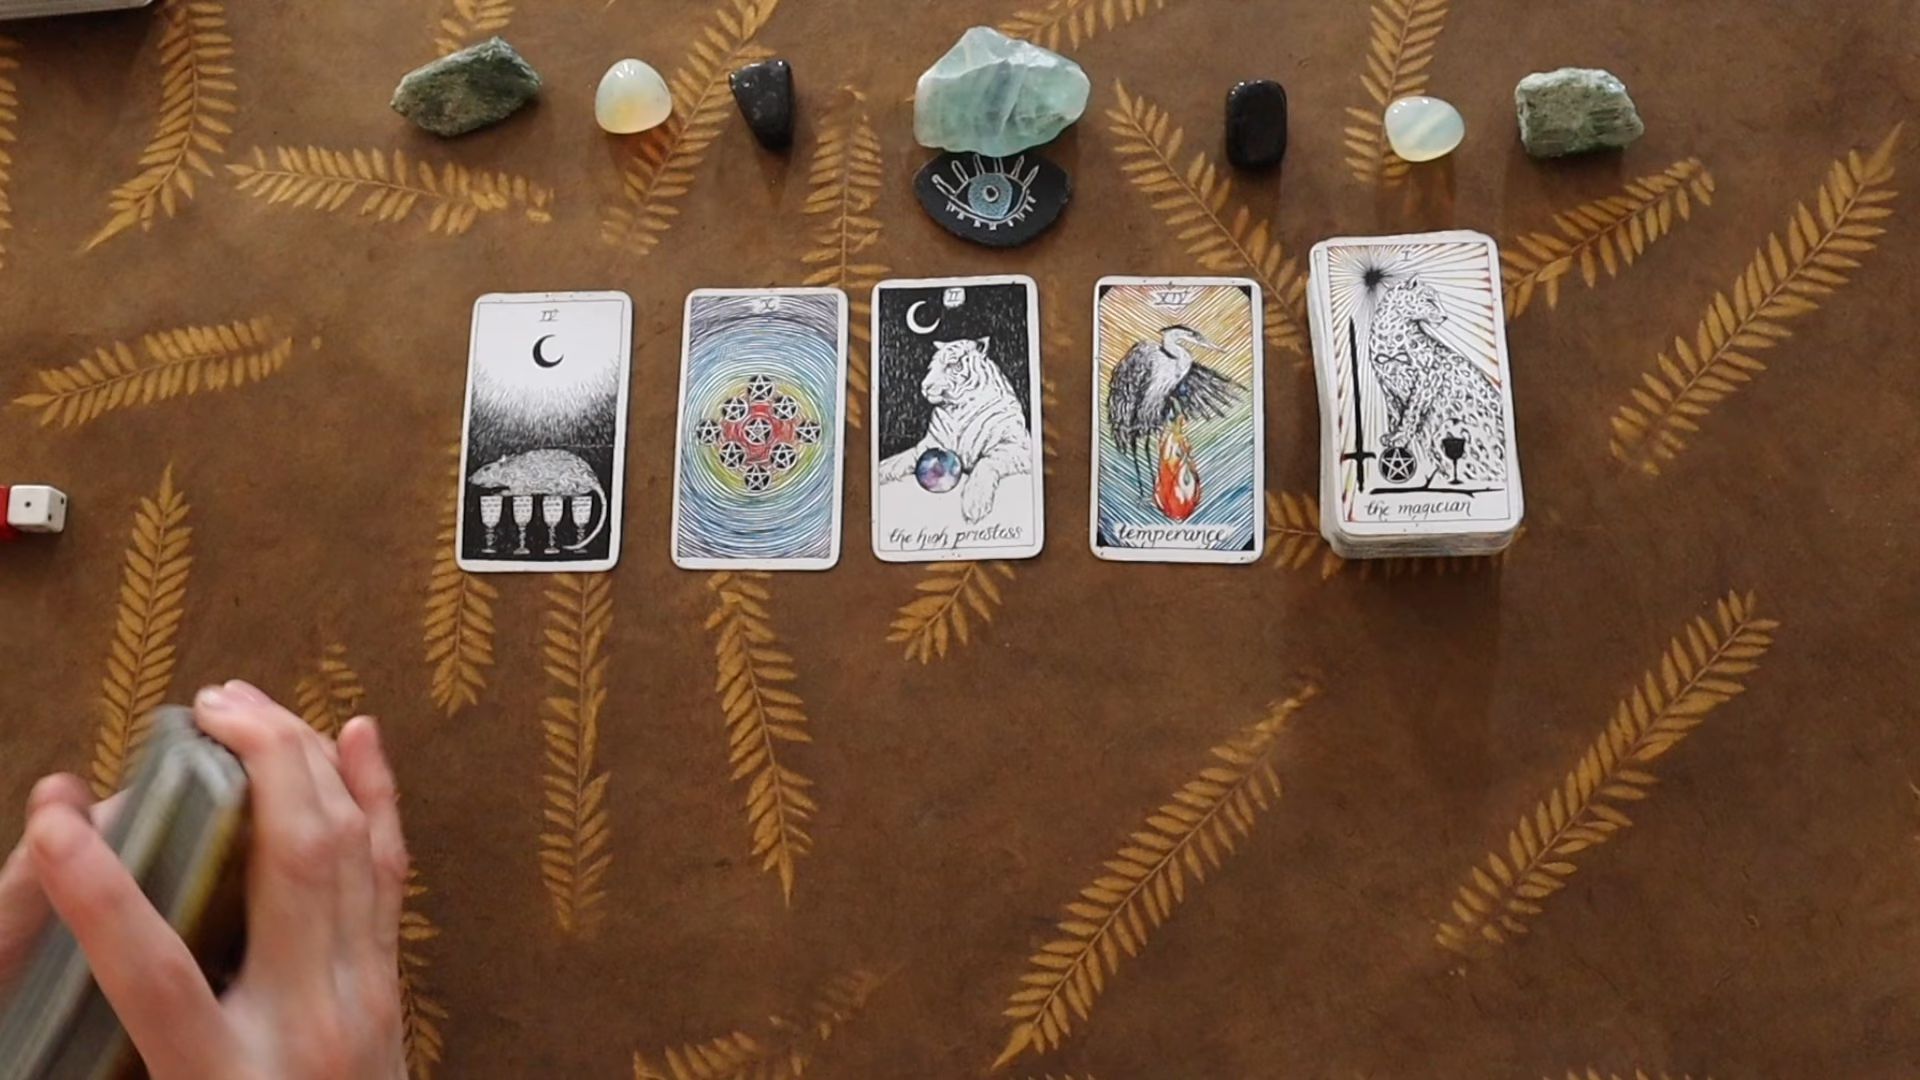 IV
X
II
the high priestess
XIV
temperance
I
the magician